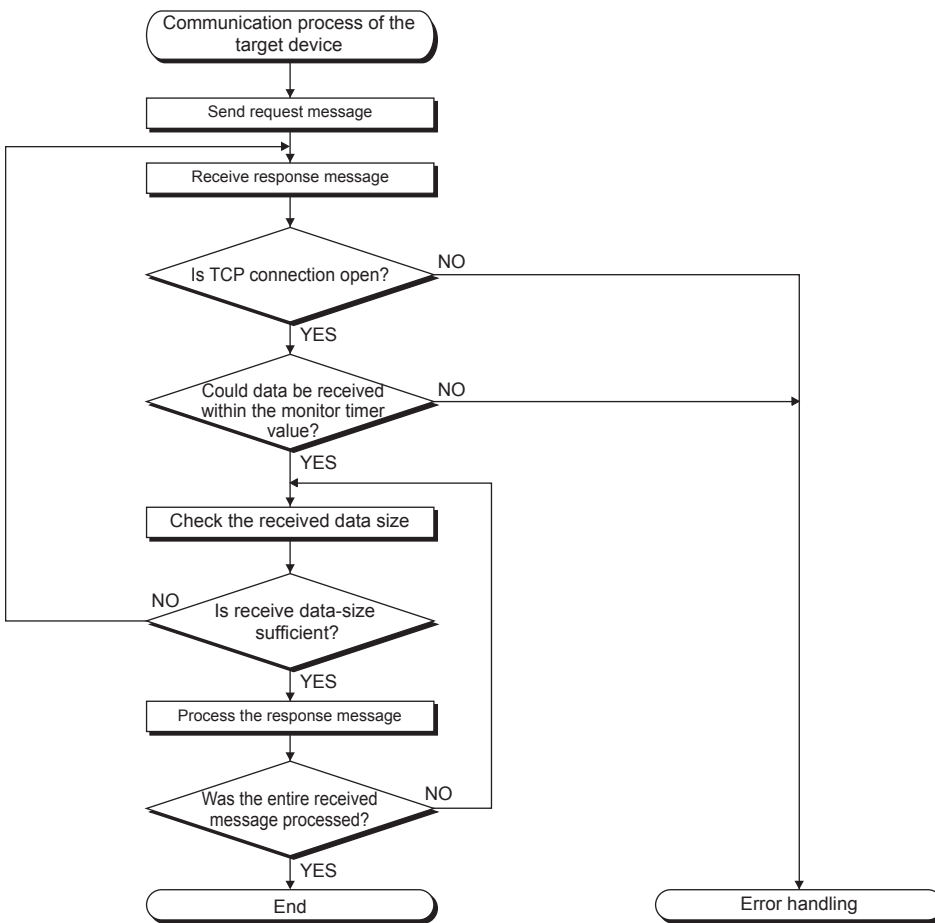 Communication process of the
target device
Send request message
Receive response message
Is TCP connection open?
NO
YES
Could data be received
within the monitor timer
value?
NO
YES
Check the received data size
NO
Is receive data-size
sufficient?
YES
Process the response message
Was the entire received
message processed?
NO
YES
End
Error handling